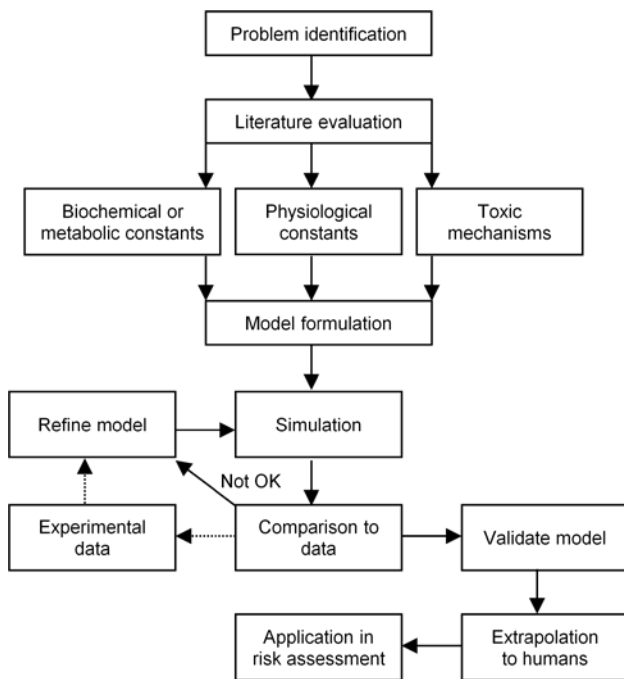 Problem identification
Literature evaluation
Biochemical or
metabolic constants
Physiological
constants
Toxic
mechanisms
Model formulation
Refine model
Simulation
Not OK
Experimental
data
Comparison to
data
Validate model
Application in
risk assessment
Extrapolation
to humans